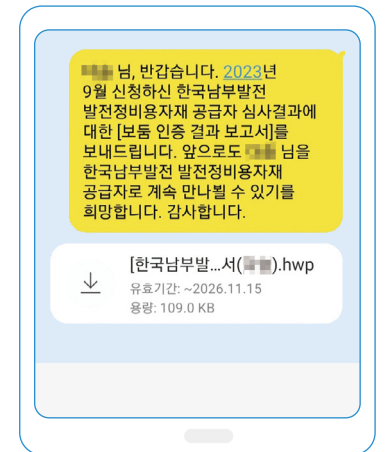 님, 반갑습니다. 2023년
9월 신청하신 한국남부발전
발전정비용자재 공급자 심사결과에
대한 [보둠 인증 결과 보고서]를
보내드립니다. 앞으로도 님을
한국남부발전 발전정비용자재
공급자로 계속 만나뵐 수 있기를
희망합니다. 감사합니다.
[한국남부발...서( ).hwp
유효기간: ~2026.11.15
용량: 109.0 KB